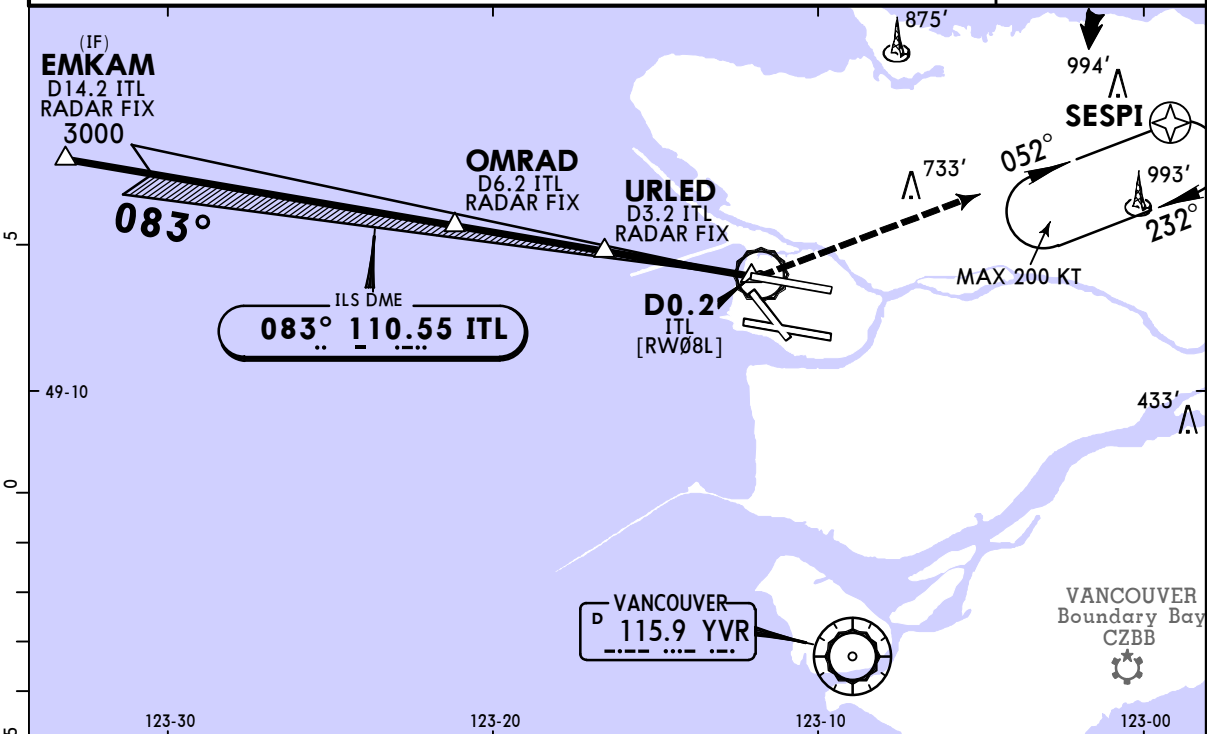 (IF)
EMKAM
D14.2 ITL
RADAR FIX
3000
083°
OMRAD
D6.2 ITL
RADAR FIX
URLED
D3.2 ITL
RADAR FIX
ILS DME
083° 110.55 ITL
D0.2
ITL
[RWØ8L]
875'
994'
SESPI
052°
733'
993'
232°
MAX 200 KT
433'
5
49-10
0
5
VANCOUVER
D 115.9 YVR
VANCOUVER
Boundary Bay
CZBB
123-30
123-20
123-10
123-00